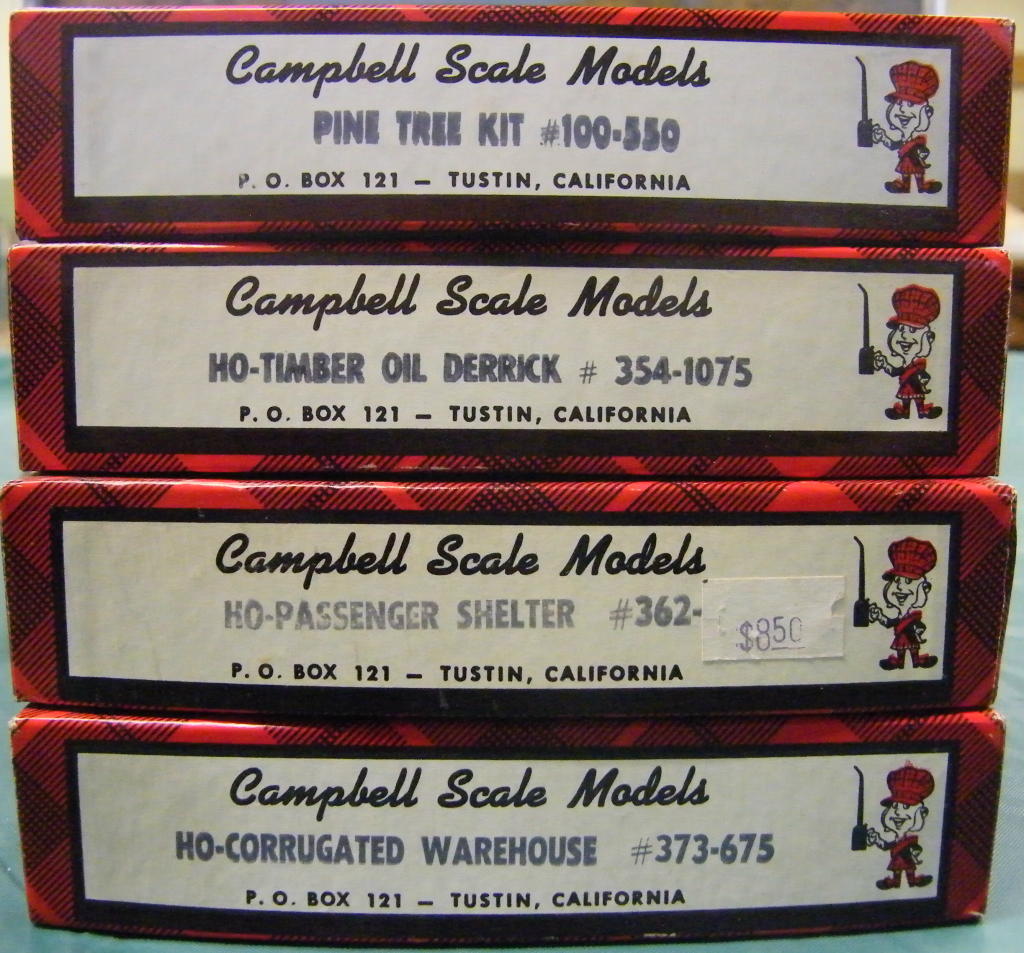 Campbell Scale Models
PINE TREE KIT #100-550
P. O. BOX 121 — TUSTIN, CALIFORNIA
Campbell Scale Models
HO-TIMBER OIL DERRICK # 354-1075
P. O. BOX 121 — TUSTIN, CALIFORNIA
Campbell Scale Models
HO-PASSENGER SHELTER #362-
$850
P. O. BOX 121 — TUSTIN, CALIFORNIA
Campbell Scale Models
HO-CORRUGATED WAREHOUSE #373-675
P. O. BOX 121 — TUSTIN, CALIFORNIA